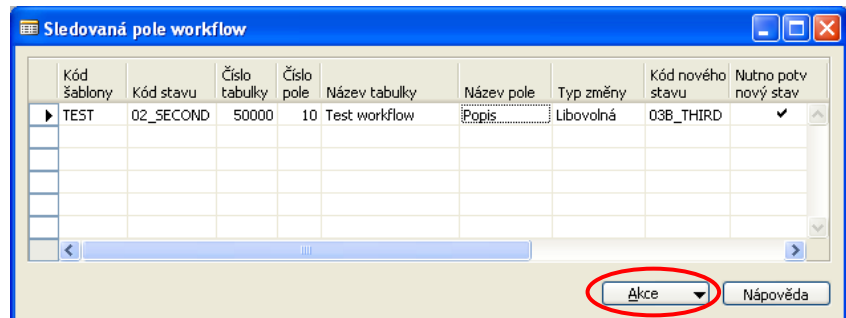 Sledovaná pole workflow
Kód šablony Kód stavu Číslo tabulky Číslo pole Název tabulky Název pole Typ změny Kód nového stavu Nutno potv nový stav
TEST 02_SECOND 50000 10 Test workflow Popis Libovolná 03B_THIRD
Akce Nápověda